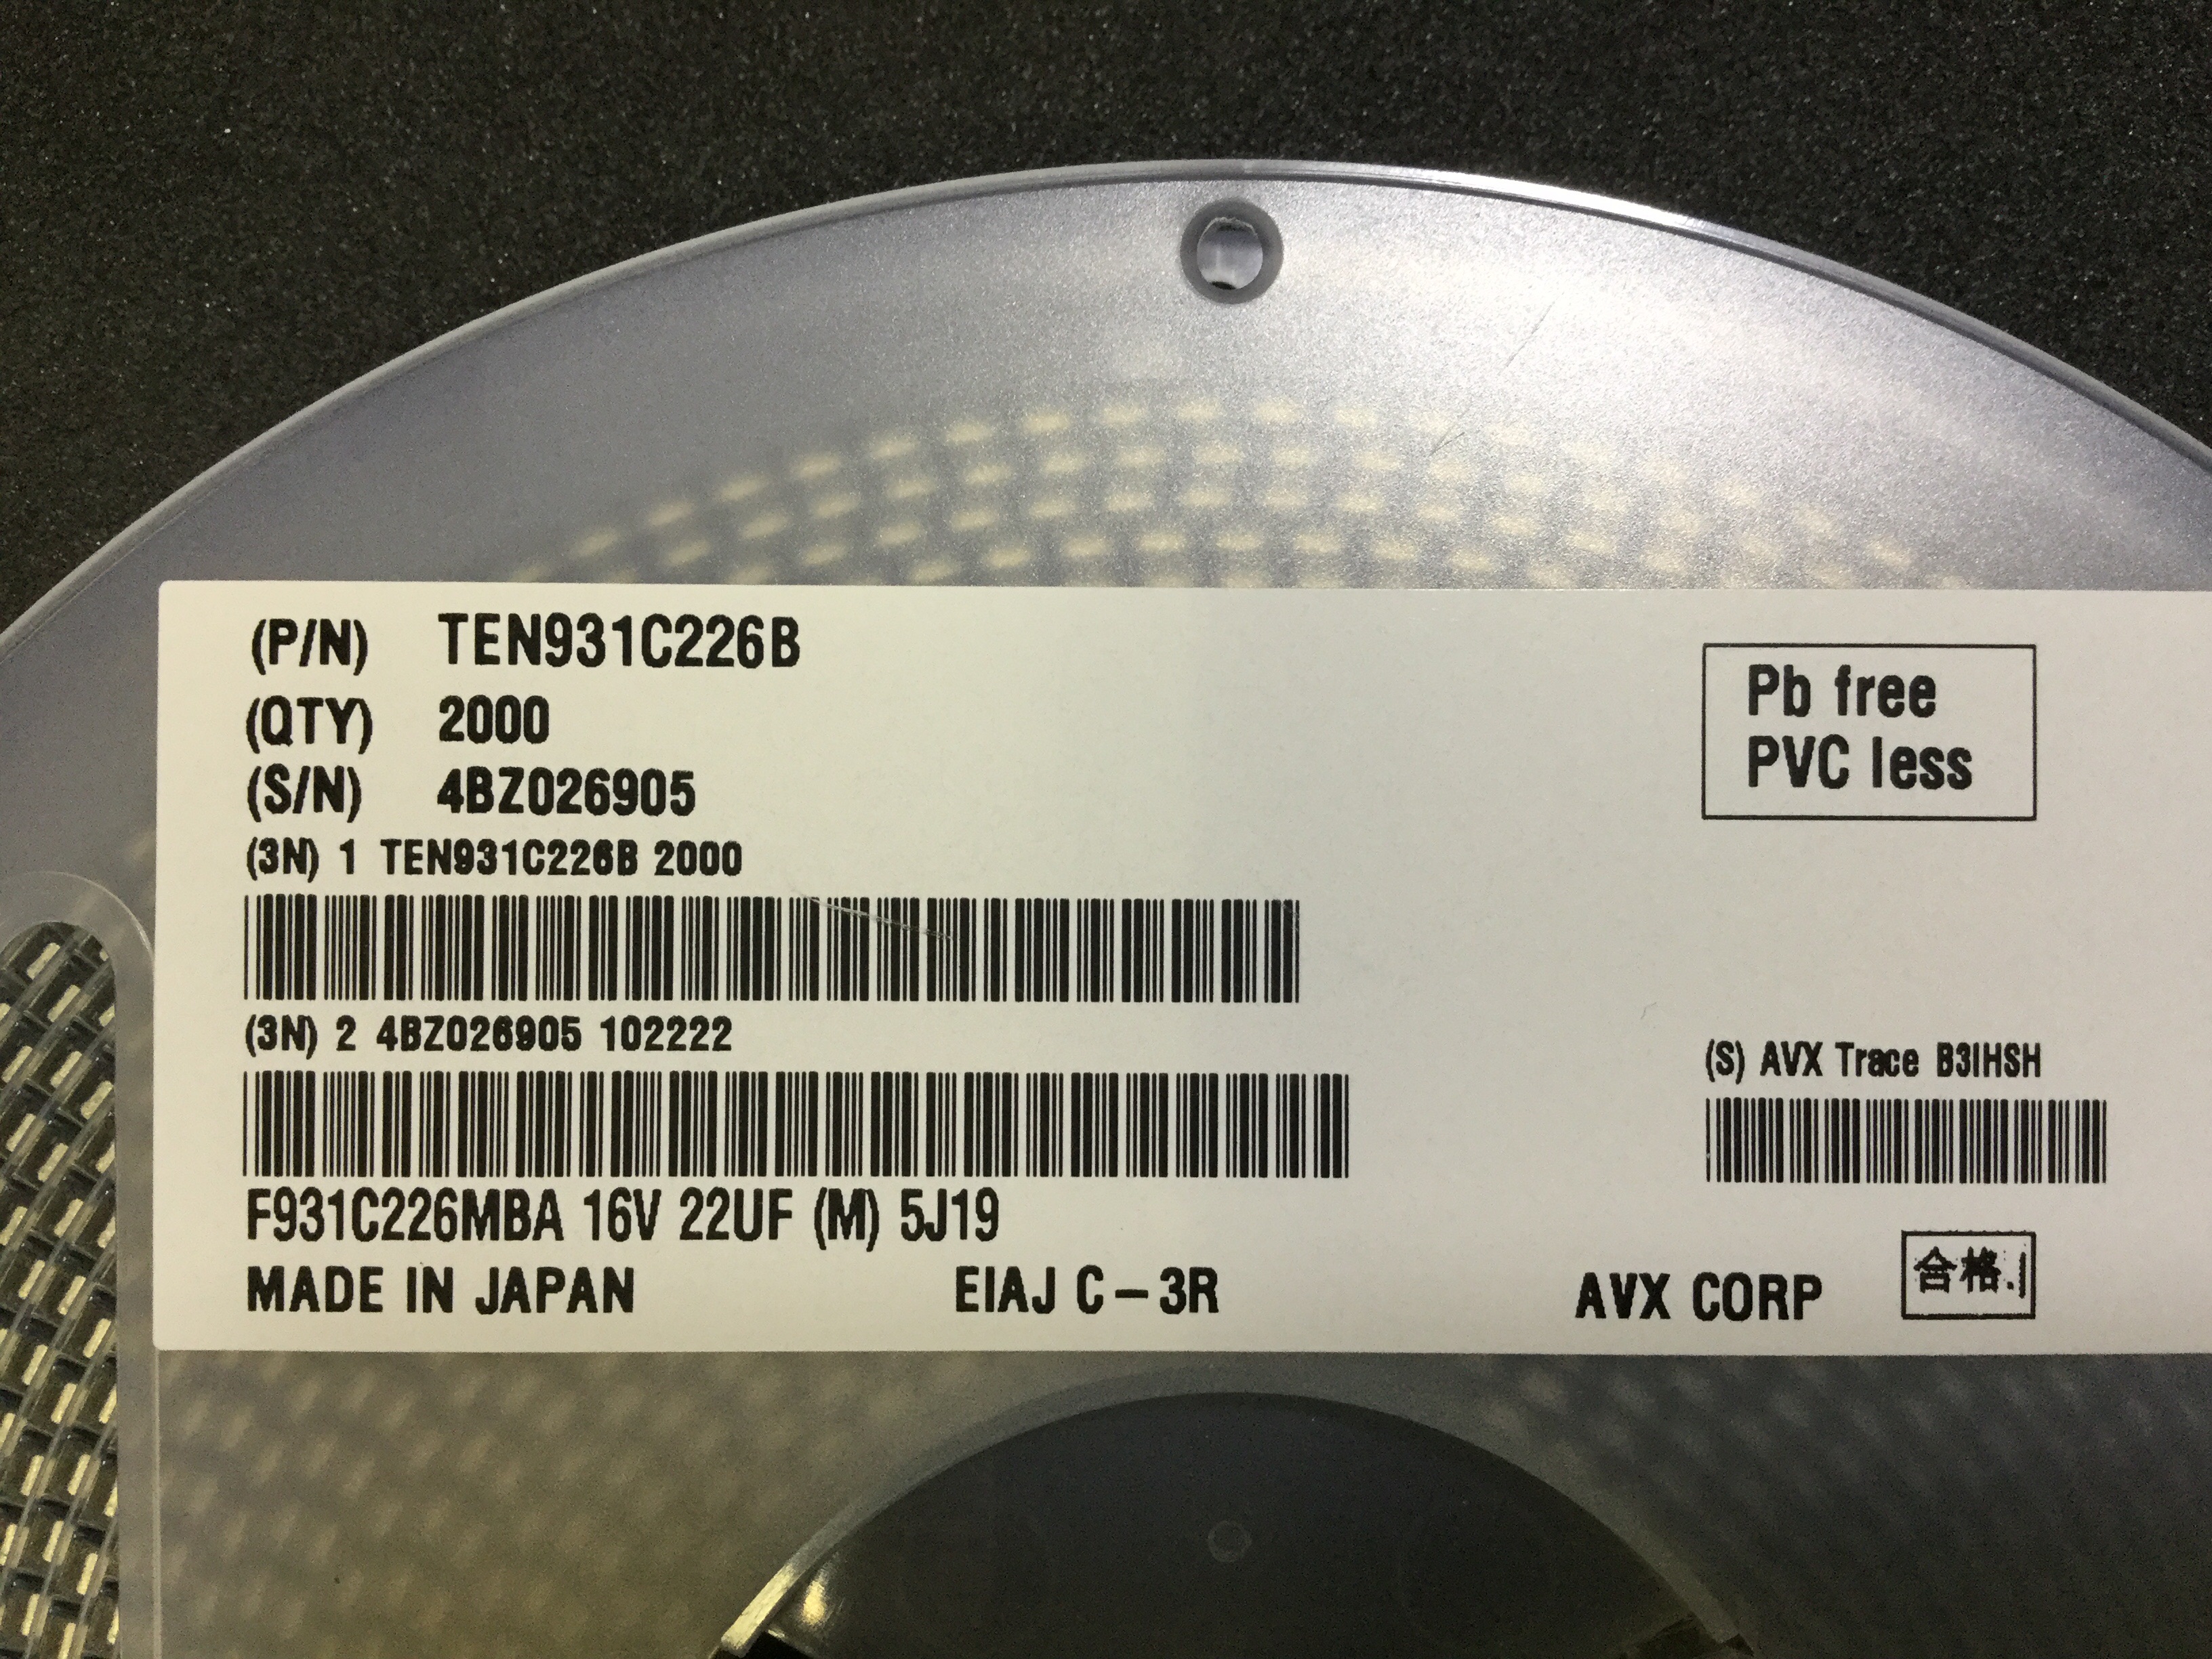 (P/N) TEN931C226B
(QTY) 2000
(S/N) 4BZ026905
(3N) 1 TEN931C226B 2000
(3N) 2 4BZ026905 102222
F931C226MBA 16V 22UF (M) 5J19
MADE IN JAPAN EIAJ C-3R AVX CORP
Pb free
PVC less
(S) AVX Trace B3IHSH
合格.